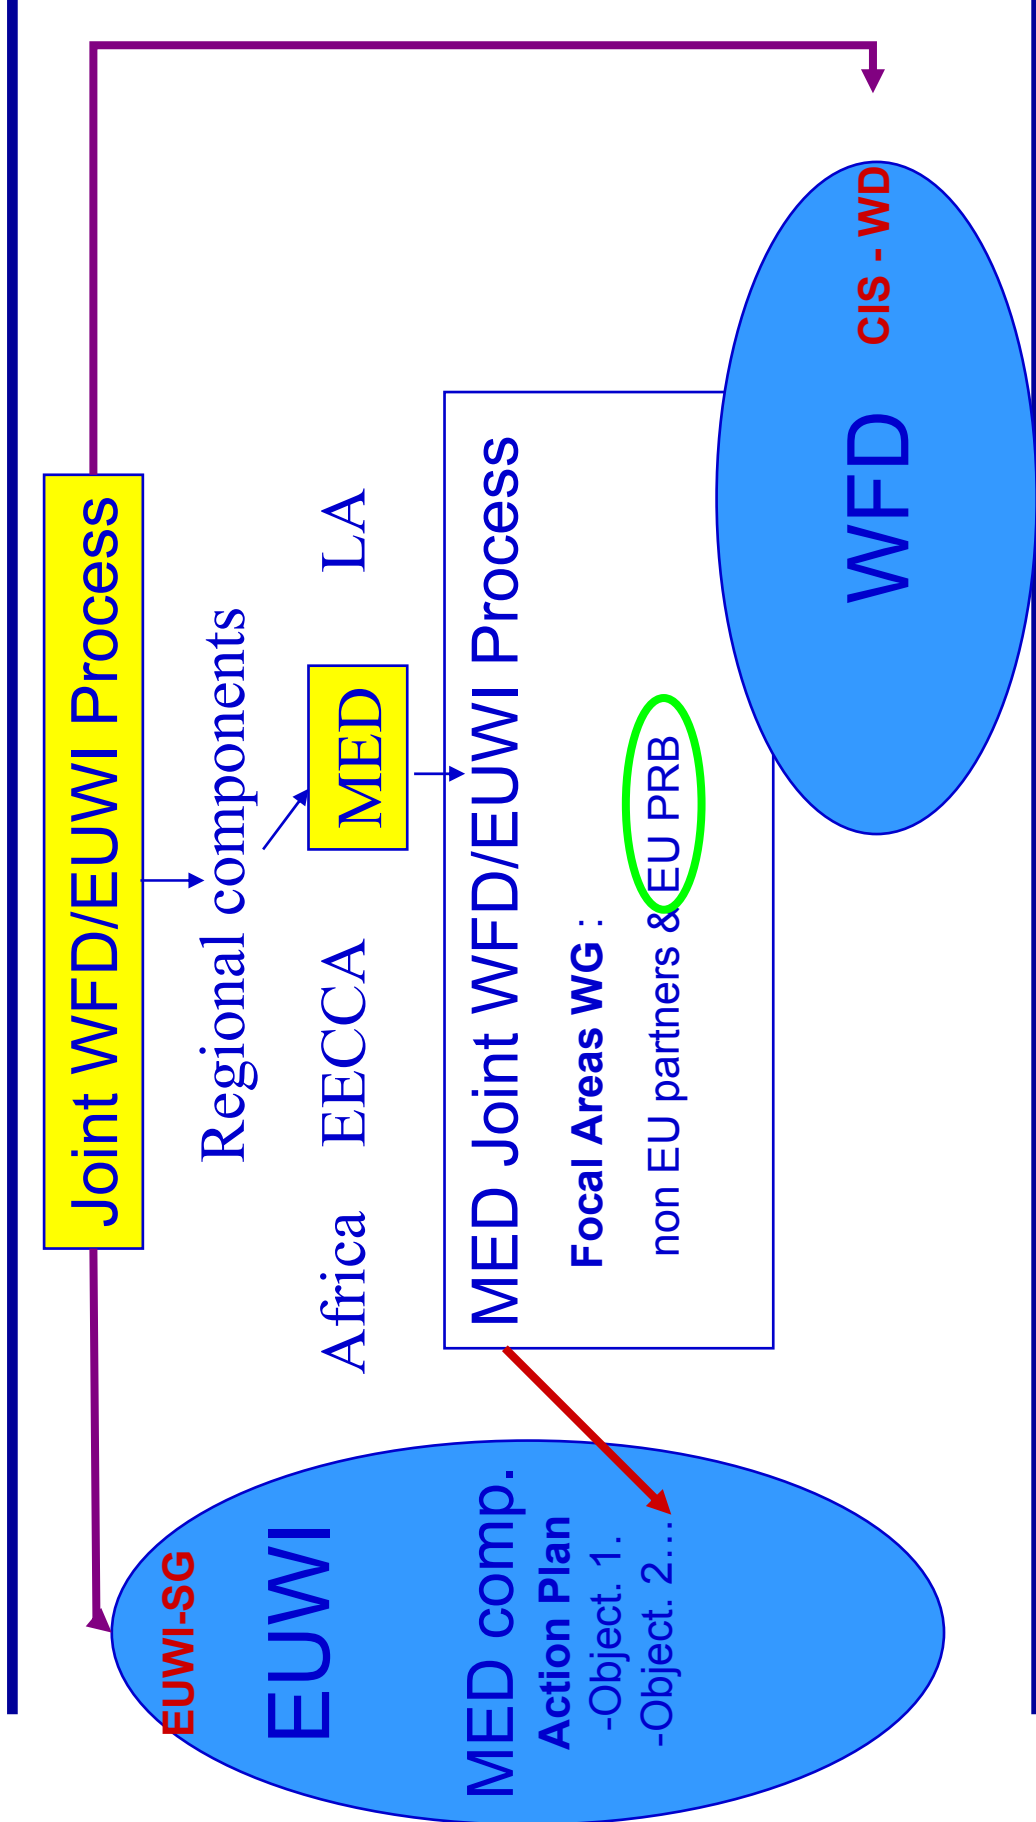 Joint WFD/EUWI Process
Regional components
Africa EECCA MED LA
MED Joint WFD/EUWI Process
Focal Areas WG :
non EU partners & EU PRB
EUWI-SG
EUWI
MED comp.
Action Plan
-Object. 1.
-Object. 2….
WFD CIS - WD